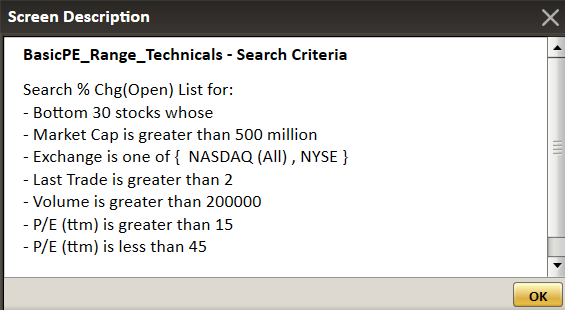 Screen Description
BasicPE_Range_Technicals - Search Criteria
Search % Chg(Open) List for:
- Bottom 30 stocks whose
- Market Cap is greater than 500 million
- Exchange is one of {  NASDAQ (All) , NYSE }
- Last Trade is greater than 2
- Volume is greater than 200000
- P/E (ttm) is greater than 15
- P/E (ttm) is less than 45
OK